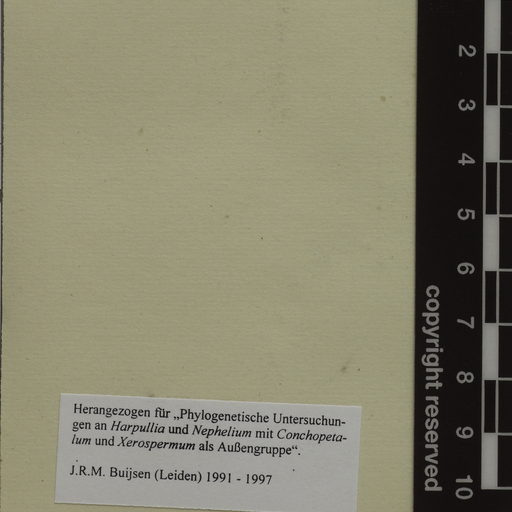 Herangezogen für „Phylogenetische Untersuchun-
gen an Harpullia und Nephelium mit Conchopeta-
lum und Xerospermum als Außengruppe“.
J.R.M. Buijsen (Leiden) 1991 - 1997
2
3
4
5
6
7
8
9
10
copyright reserved